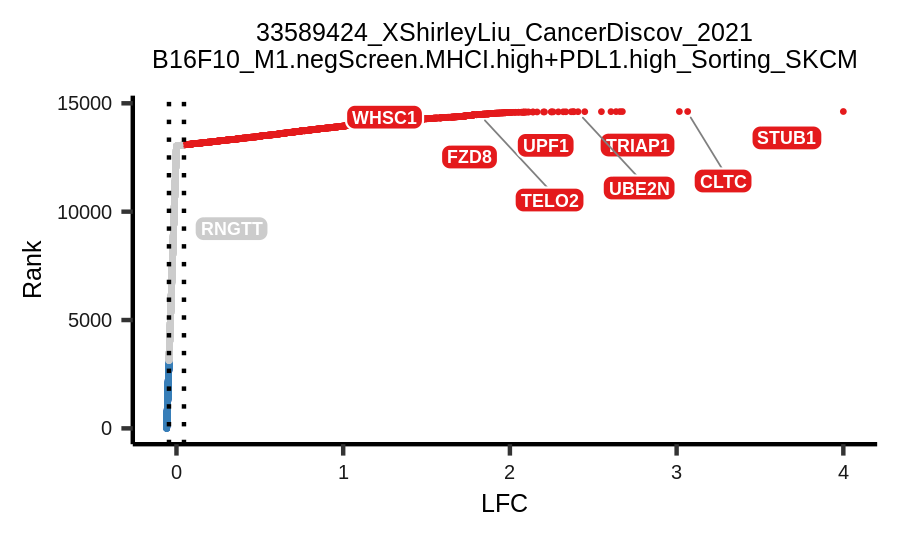 33589424_XShirleyLiu_CancerDiscov_2021
B16F10_M1.negScreen.MHCI.high+PDL1.high_Sorting_SKCM
15000
10000
5000
0
Rank
WHSC1
FZD8
UPF1
TRIAP1
STUB1
TELO2
UBE2N
CLTC
RNGTT
0
1
2
3
4
LFC